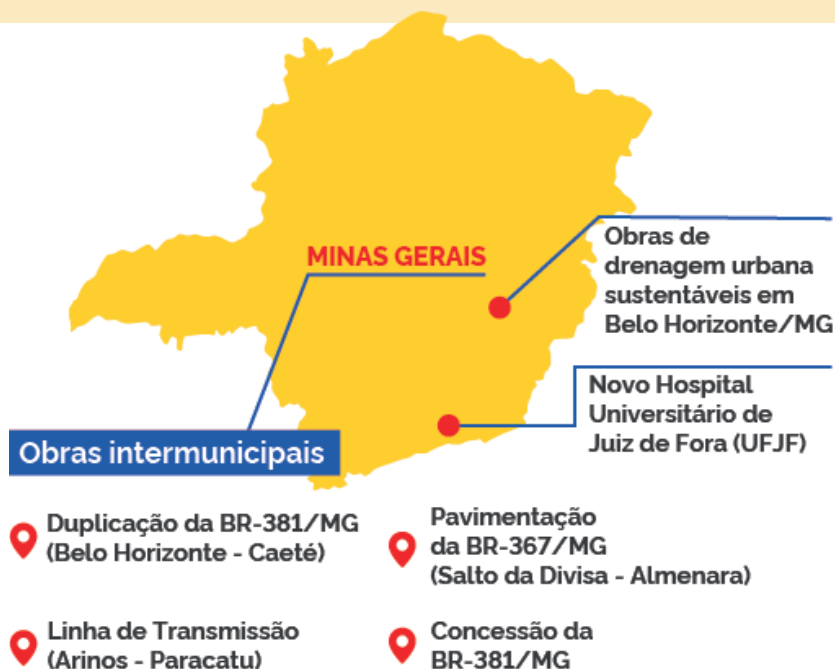 MINAS GERAIS
Obras de
drenagem urbana
sustentáveis em
Belo Horizonte/MG
Novo Hospital
Universitário de
Juiz de Fora (UFJF)
Obras intermunicipais
Duplicação da BR-381/MG
(Belo Horizonte - Caeté)
Pavimentação
da BR-367/MG
(Salto da Divisa - Almenara)
Linha de Transmissão
(Arinos - Paracatu)
Concessão da
BR-381/MG